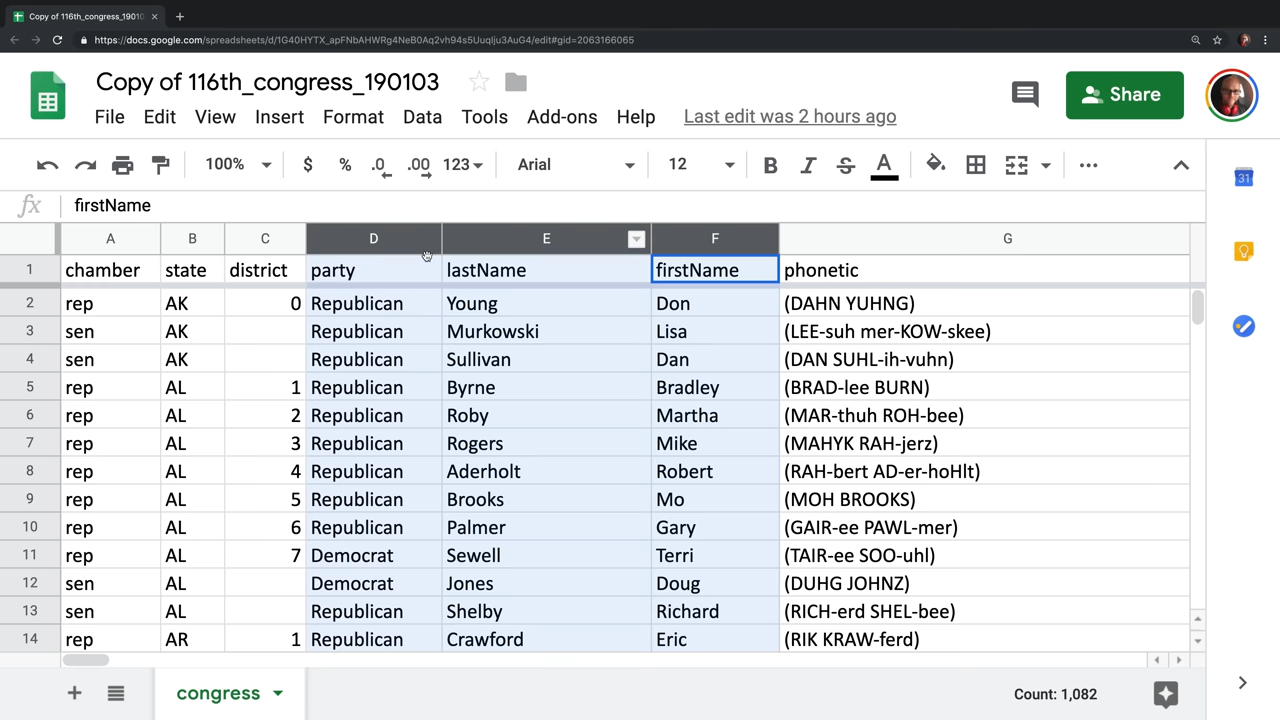 Copy of 116th_congress_19010
https://docs.google.com/spreadsheets/d/1G40HYTX_apFNbAHWRg4NeB0Aq2vh94s5Uuqlju3AuG4/edit#gid=2063166065
Copy of 116th_congress_190103
File Edit View Insert Format Data Tools Add-ons Help Last edit was 2 hours ago
Share
100% $ % .0 .00 123 Arial 12 B I S A
31
fx firstName
A B C D E F G
1 chamber state district party lastName firstName phonetic
2 rep AK 0 Republican Young Don (DAHN YUHNG)
3 sen AK Republican Murkowski Lisa (LEE-suh mer-KOW-skee)
4 sen AK Republican Sullivan Dan (DAN SUHL-ih-vuhn)
5 rep AL 1 Republican Byrne Bradley (BRAD-lee BURN)
6 rep AL 2 Republican Roby Martha (MAR-thuh ROH-bee)
7 rep AL 3 Republican Rogers Mike (MAHYK RAH-jerz)
8 rep AL 4 Republican Aderholt Robert (RAH-bert AD-er-hoHlt)
9 rep AL 5 Republican Brooks Mo (MOH BROOKS)
10 rep AL 6 Republican Palmer Gary (GAIR-ee PAWL-mer)
11 rep AL 7 Democrat Sewell Terri (TAIR-ee SOO-uhl)
12 sen AL Democrat Jones Doug (DUHG JOHNZ)
13 sen AL Republican Shelby Richard (RICH-erd SHEL-bee)
14 rep AR 1 Republican Crawford Eric (RIK KRAW-ferd)
congress
Count: 1,082